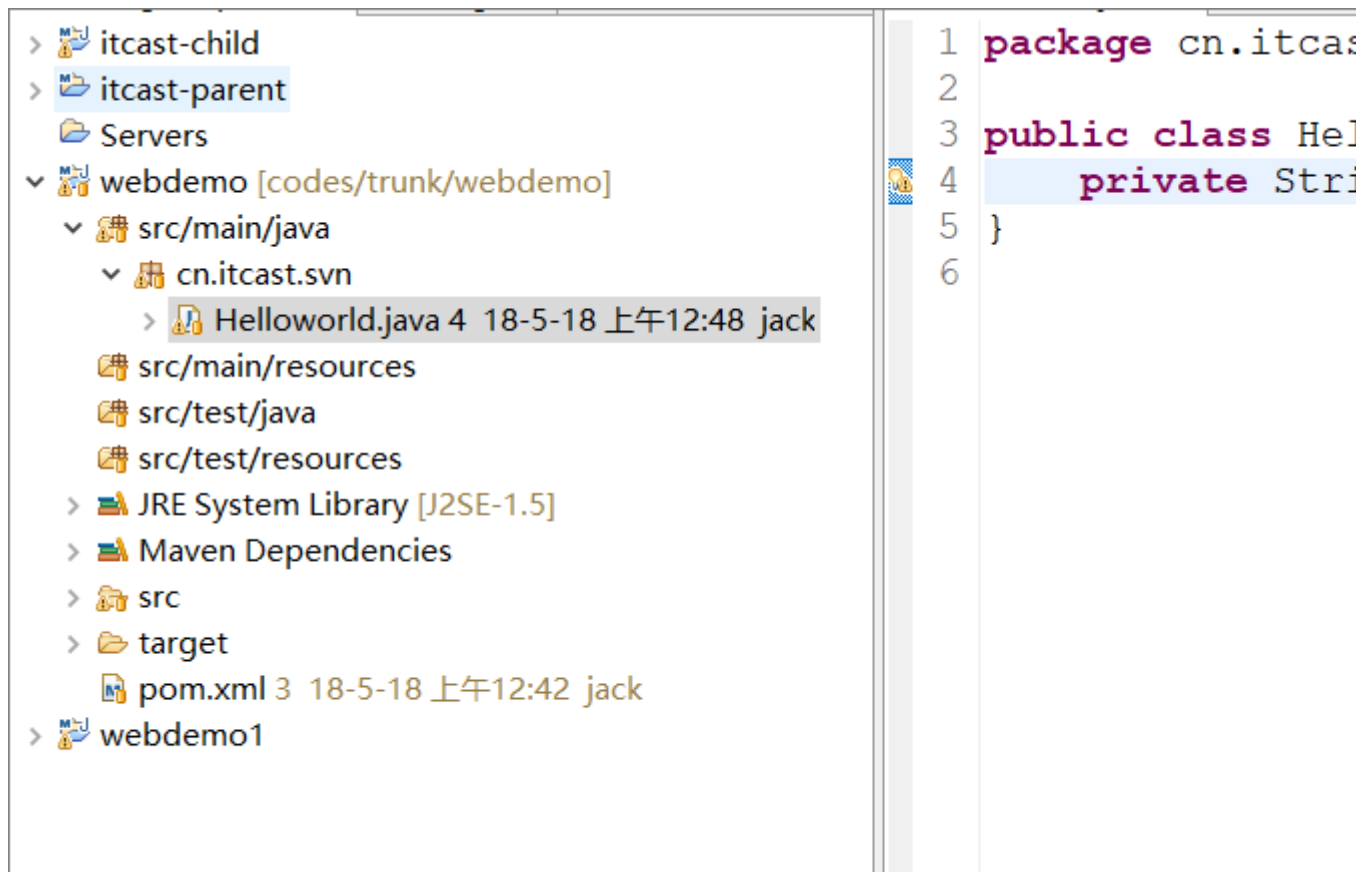 itcast-child
itcast-parent
Servers
webdemo [codes/trunk/webdemo]
src/main/java
cn.itcast.svn
Helloworld.java 4 18-5-18 上午12:48 jack
src/main/resources
src/test/java
src/test/resources
JRE System Library [J2SE-1.5]
Maven Dependencies
src
target
pom.xml 3 18-5-18 上午12:42 jack
webdemo1
1 package cn.itcas
2
3 public class Hel
4 private Stri
5 }
6